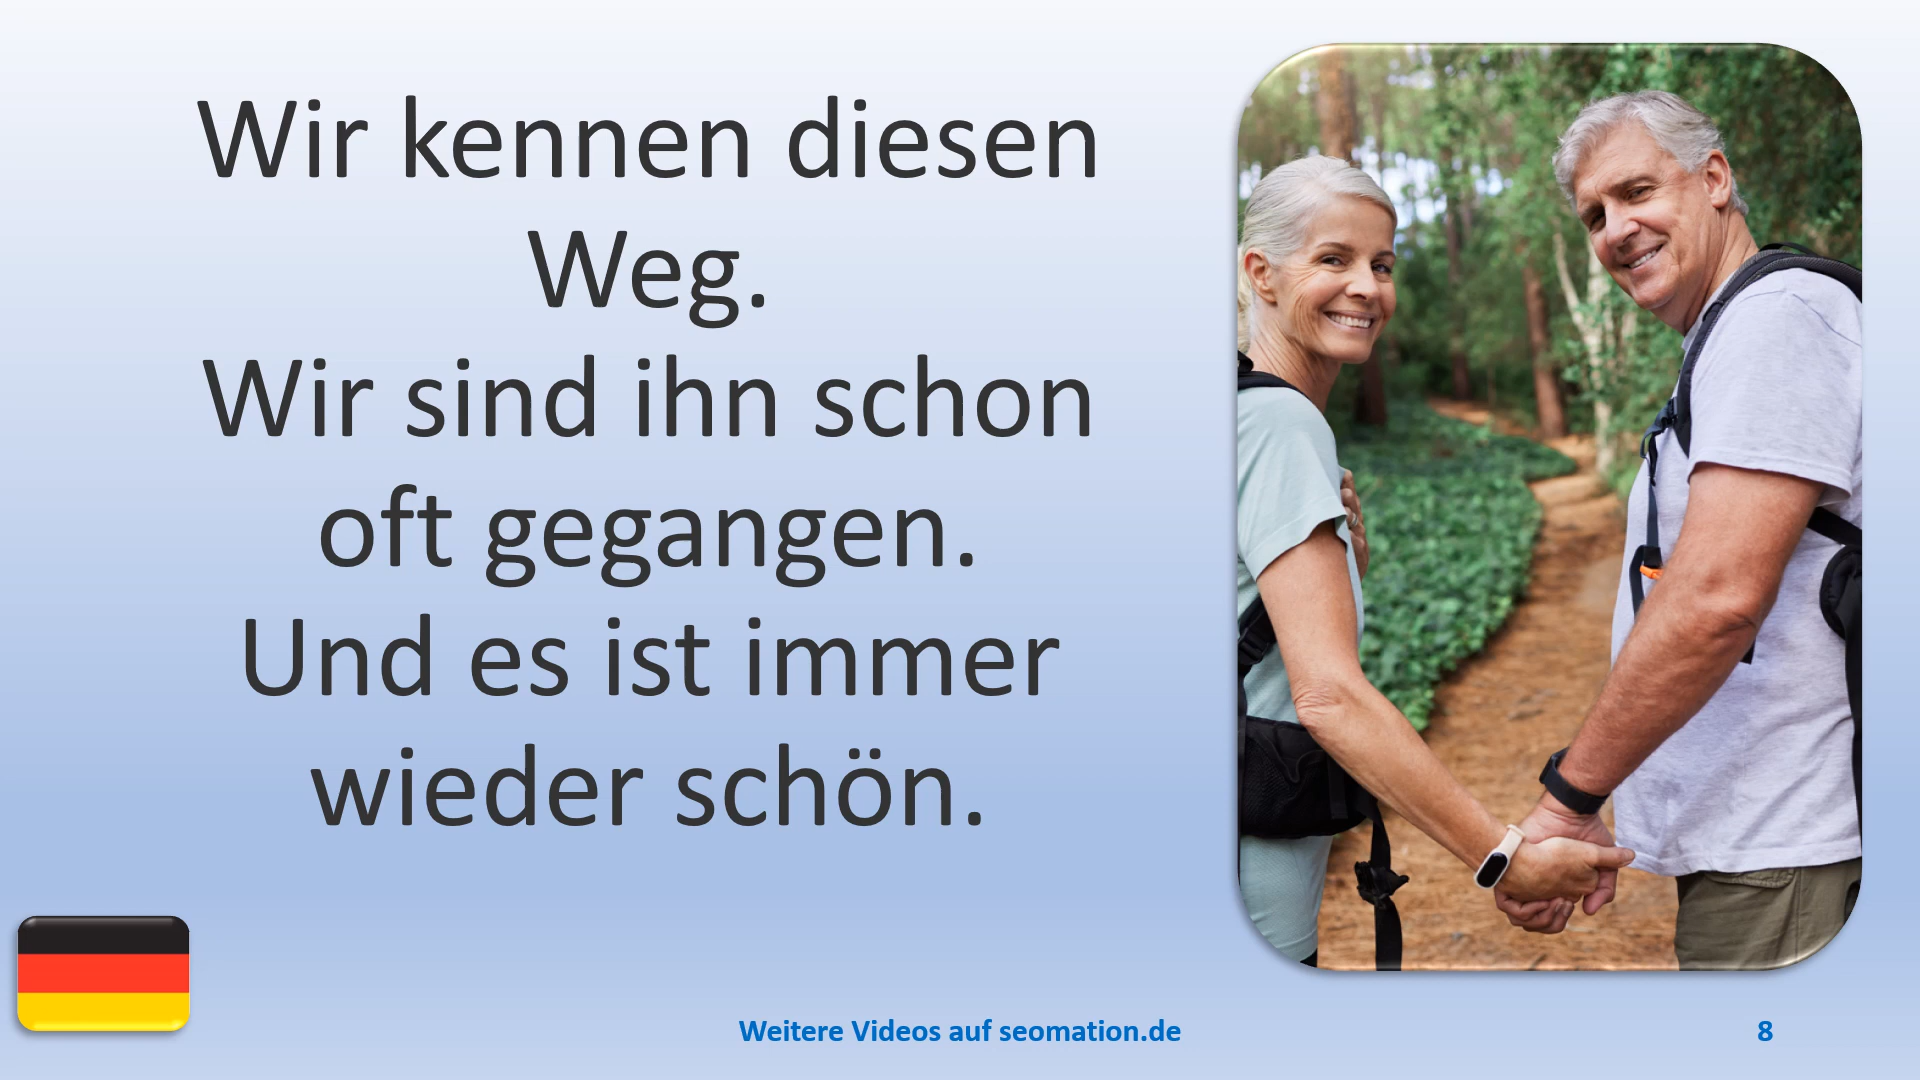 Wir kennen diesen
Weg.
Wir sind ihn schon
oft gegangen.
Und es ist immer
wieder schön.
Weitere Videos auf seomation.de
8